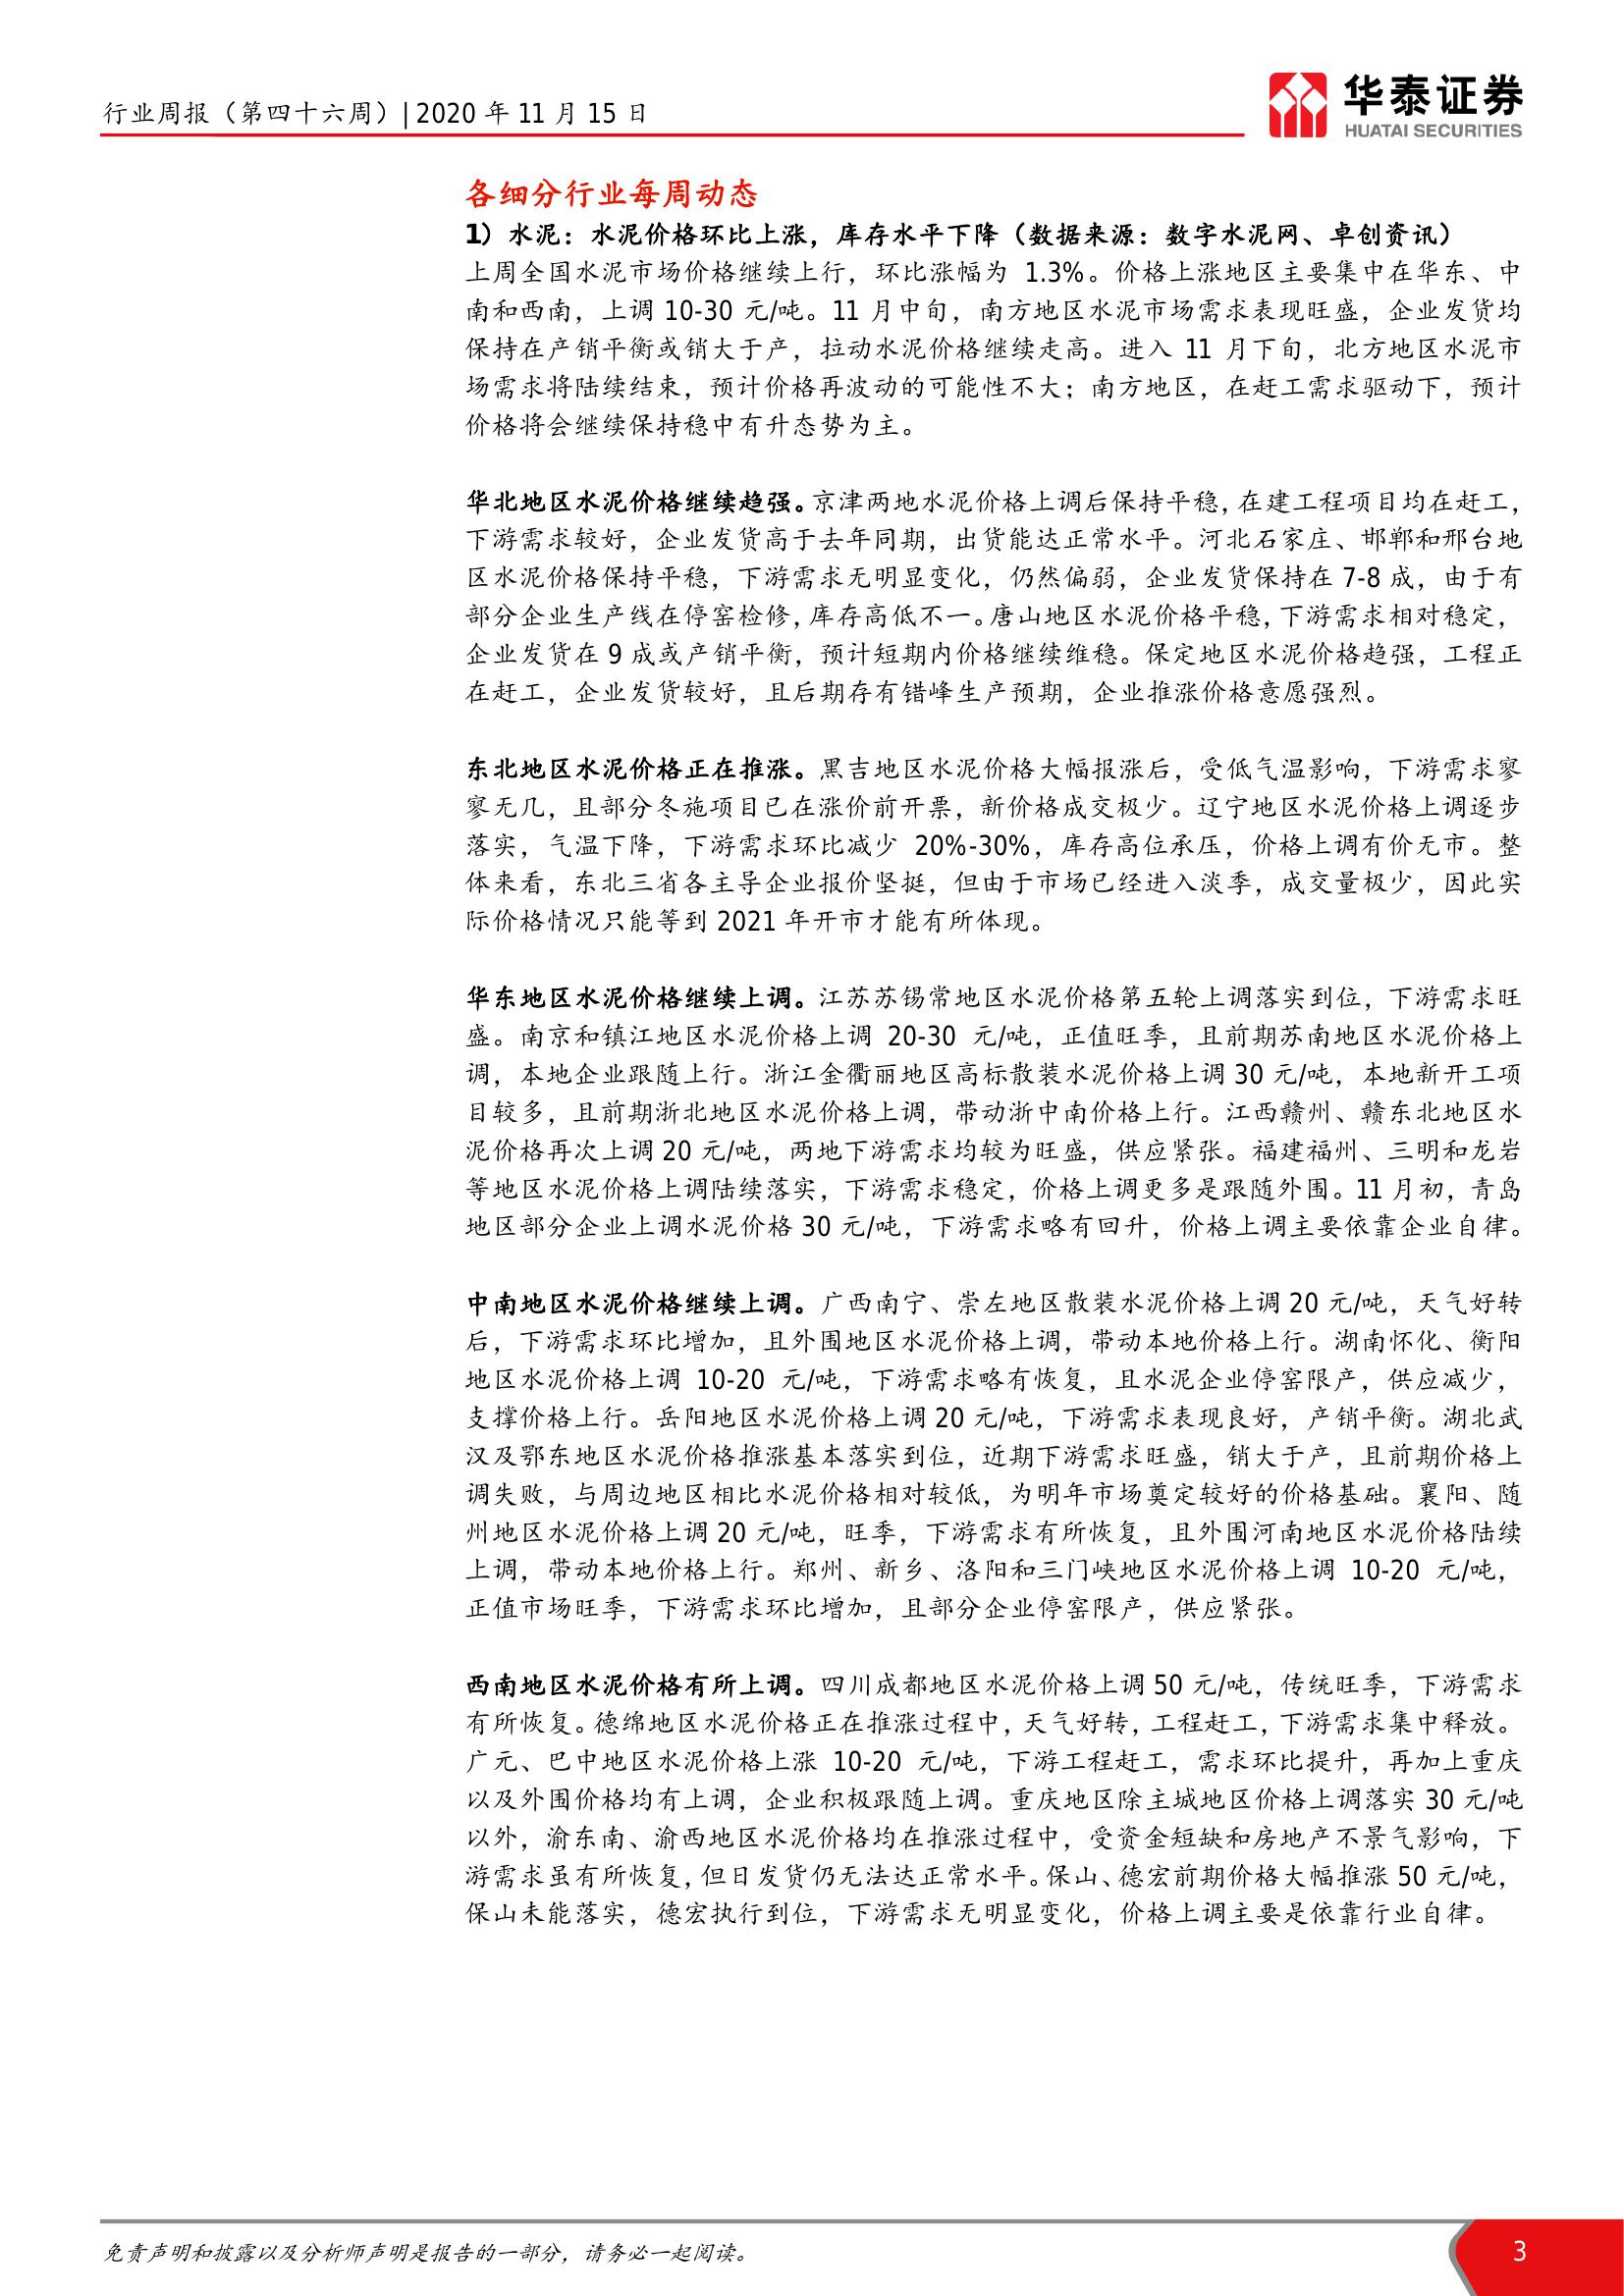 行业周报（第四十六周）| 2020 年 11 月 15 日
华泰证券
HUATAI SECURITIES
各细分行业每周动态
1）水泥：水泥价格环比上涨，库存水平下降（数据来源：数字水泥网、卓创资讯）
上周全国水泥市场价格继续上行，环比涨幅为 1.3%。价格上涨地区主要集中在华东、中
南和西南，上调 10-30 元/吨。11 月中旬，南方地区水泥市场需求表现旺盛，企业发货均
保持在产销平衡或销大于产，拉动水泥价格继续走高。进入 11 月下旬，北方地区水泥市
场需求将陆续结束，预计价格再波动的可能性不大；南方地区，在赶工需求驱动下，预计
价格将会继续保持稳中有升态势为主。
华北地区水泥价格继续趋强。京津两地水泥价格上调后保持平稳，在建工程项目均在赶工，
下游需求较好，企业发货高于去年同期，出货能达正常水平。河北石家庄、邯郸和邢台地
区水泥价格保持平稳，下游需求无明显变化，仍然偏弱，企业发货保持在 7-8 成，由于有
部分企业生产线在停窑检修，库存高低不一。唐山地区水泥价格平稳，下游需求相对稳定，
企业发货在 9 成或产销平衡，预计短期内价格继续维稳。保定地区水泥价格趋强，工程正
在赶工，企业发货较好，且后期存有错峰生产预期，企业推涨价格意愿强烈。
东北地区水泥价格正在推涨。黑吉地区水泥价格大幅报涨后，受低气温影响，下游需求寥
寥无几，且部分冬施项目已在涨价前开票，新价格成交极少。辽宁地区水泥价格上调逐步
落实，气温下降，下游需求环比减少 20%-30%，库存高位承压，价格上调有价无市。整
体来看，东北三省各主导企业报价坚挺，但由于市场已经进入淡季，成交量极少，因此实
际价格情况只能等到 2021 年开市才能有所体现。
华东地区水泥价格继续上调。江苏苏锡常地区水泥价格第五轮上调落实到位，下游需求旺
盛。南京和镇江地区水泥价格上调 20-30 元/吨，正值旺季，且前期苏南地区水泥价格上
调，本地企业跟随上行。浙江金衢丽地区高标散装水泥价格上调 30 元/吨，本地新开工项
目较多，且前期浙北地区水泥价格上调，带动浙中南价格上行。江西赣州、赣东北地区水
泥价格再次上调 20 元/吨，两地下游需求均较为旺盛，供应紧张。福建福州、三明和龙岩
等地区水泥价格上调陆续落实，下游需求稳定，价格上调更多是跟随外围。11 月初，青岛
地区部分企业上调水泥价格 30 元/吨，下游需求略有回升，价格上调主要依靠企业自律。
中南地区水泥价格继续上调。广西南宁、崇左地区散装水泥价格上调 20 元/吨，天气好转
后，下游需求环比增加，且外围地区水泥价格上调，带动本地价格上行。湖南怀化、衡阳
地区水泥价格上调 10-20 元/吨，下游需求略有恢复，且水泥企业停窑限产，供应减少，
支撑价格上行。岳阳地区水泥价格上调 20 元/吨，下游需求表现良好，产销平衡。湖北武
汉及鄂东地区水泥价格推涨基本落实到位，近期下游需求旺盛，销大于产，且前期价格上
调失败，与周边地区相比水泥价格相对较低，为明年市场奠定较好的价格基础。襄阳、随
州地区水泥价格上调 20 元/吨，旺季，下游需求有所恢复，且外围河南地区水泥价格陆续
上调，带动本地价格上行。郑州、新乡、洛阳和三门峡地区水泥价格上调 10-20 元/吨，
正值市场旺季，下游需求环比增加，且部分企业停窑限产，供应紧张。
西南地区水泥价格有所上调。四川成都地区水泥价格上调 50 元/吨，传统旺季，下游需求
有所恢复。德绵地区水泥价格正在推涨过程中，天气好转，工程赶工，下游需求集中释放。
广元、巴中地区水泥价格上涨 10-20 元/吨，下游工程赶工，需求环比提升，再加上重庆
以及外围价格均有上调，企业积极跟随上调。重庆地区除主城地区价格上调落实 30 元/吨
以外，渝东南、渝西地区水泥价格均在推涨过程中，受资金短缺和房地产不景气影响，下
游需求虽有所恢复，但日发货仍无法达正常水平。保山、德宏前期价格大幅推涨 50 元/吨，
保山未能落实，德宏执行到位，下游需求无明显变化，价格上调主要是依靠行业自律。
免责声明和披露以及分析师声明是报告的一部分，请务必一起阅读。
3